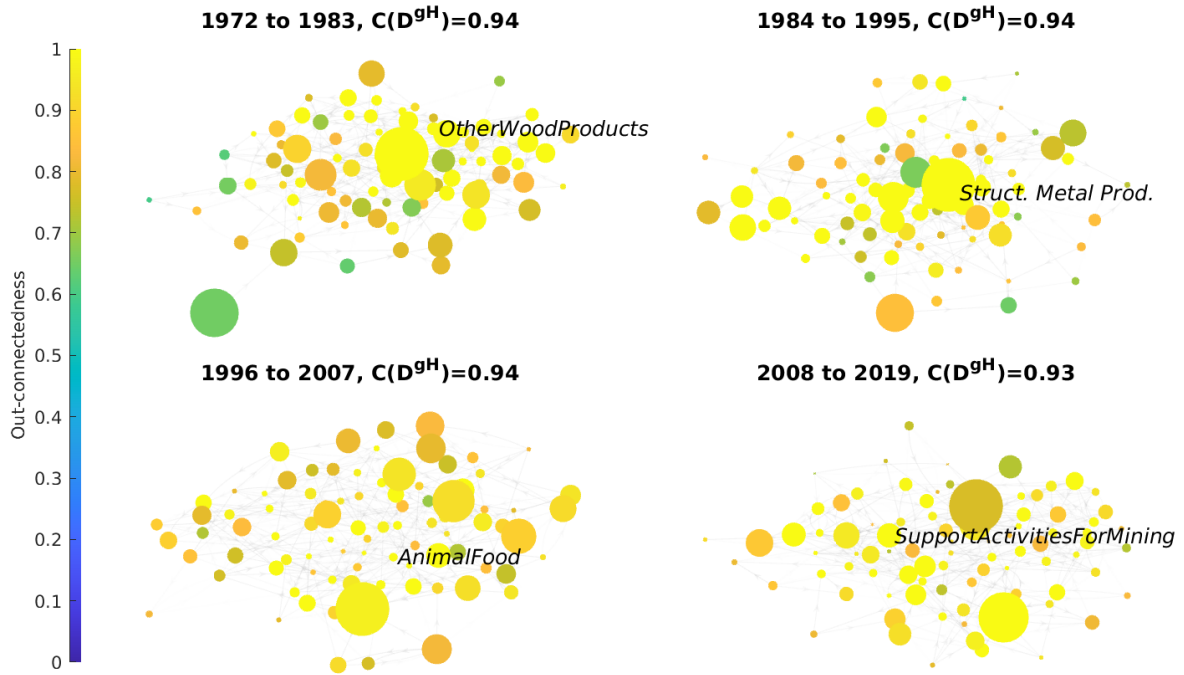 1972 to 1983, C(D^gH)=0.94
1984 to 1995, C(D^gH)=0.94
OtherWoodProducts
Struct. Metal Prod.
1996 to 2007, C(D^gH)=0.94
2008 to 2019, C(D^gH)=0.93
AnimalFood
SupportActivitiesForMining
Out-connectedness
1
0.9
0.8
0.7
0.6
0.5
0.4
0.3
0.2
0.1
0